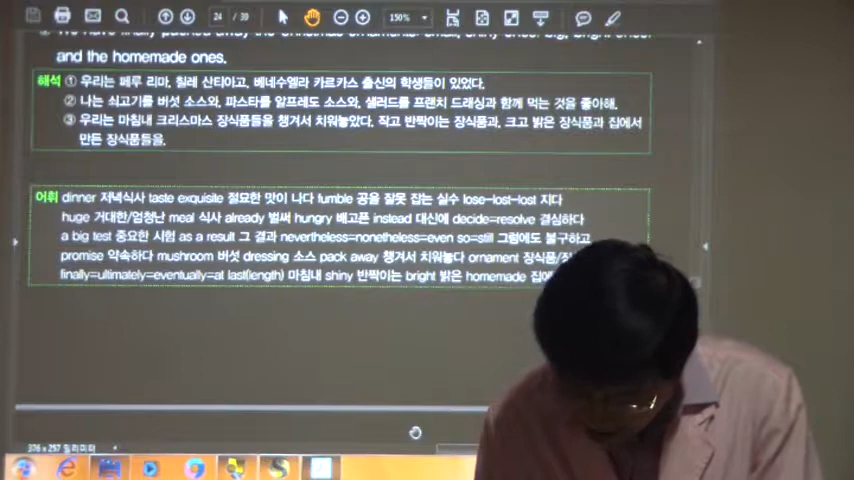 24 / 30
150%
and the homemade ones.
해석 ① 우리는 페루 리마, 칠레 산티아고, 베네수엘라 카르카스 출신의 학생들이 있었다.
② 나는 쇠고기를 버섯 소스와, 파스타를 알프레도 소스와, 샐러드를 프랜치 드래싱과 함께 먹는 것을 좋아해.
③ 우리는 마침내 크리스마스 장식품들을 챙겨서 치워놓았다. 작고 반짝이는 장식품과, 크고 밝은 장식품과 집에서
만든 장식품들을.
어휘 dinner 저녁식사 taste exquisite 절묘한 맛이 나다 fumble 공을 잘못 잡는 실수 lose-lost-lost 지다
huge 거대한/엄청난 meal 식사 already 벌써 hungry 배고픈 instead 대신에 decide=resolve 결심하다
a big test 중요한 시험 as a result 그 결과 nevertheless=nonetheless=even so=still 그럼에도 불구하고
promise 약속하다 mushroom 버섯 dressing 소스 pack away 챙겨서 치워놓다 ornament 장식품
finally=ultimately=eventually=at last(length) 마침내 shiny 반짝이는 bright 밝은 homemade
376 x 257 밀리미터